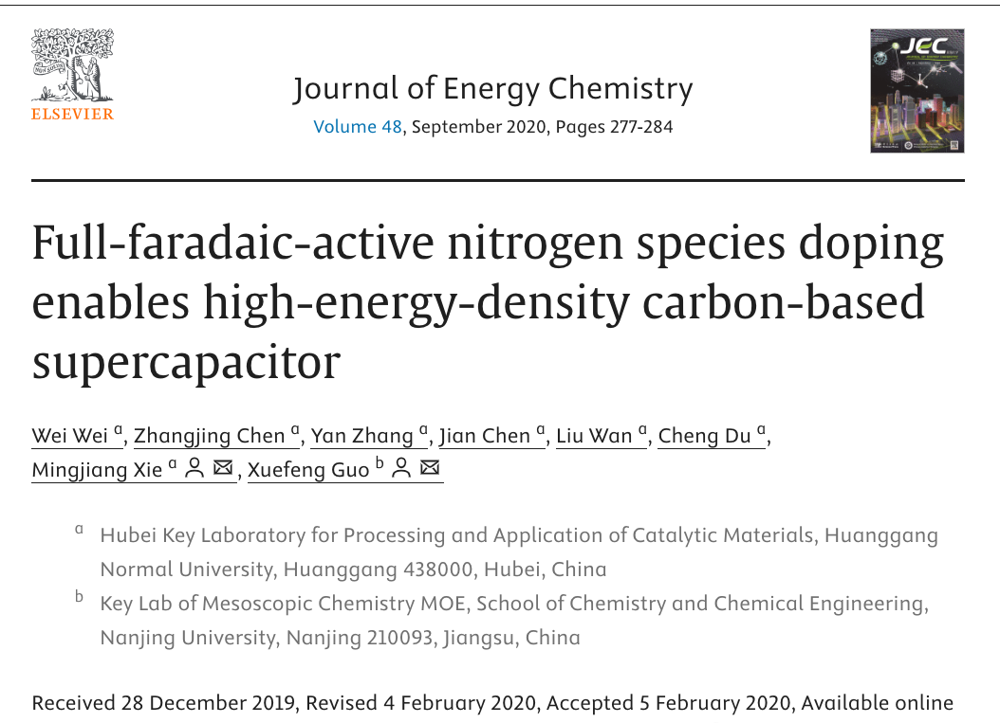 ELSEVIER
Journal of Energy Chemistry
Volume 48, September 2020, Pages 277-284
JEC
Full-faradaic-active nitrogen species doping
enables high-energy-density carbon-based
supercapacitor
Wei Wei a, Zhangjing Chen a, Yan Zhang a, Jian Chen a, Liu Wan a, Cheng Du a,
Mingjiang Xie a, Xuefeng Guo b
a Hubei Key Laboratory for Processing and Application of Catalytic Materials, Huanggang
Normal University, Huanggang 438000, Hubei, China
b Key Lab of Mesoscopic Chemistry MOE, School of Chemistry and Chemical Engineering,
Nanjing University, Nanjing 210093, Jiangsu, China
Received 28 December 2019, Revised 4 February 2020, Accepted 5 February 2020, Available online